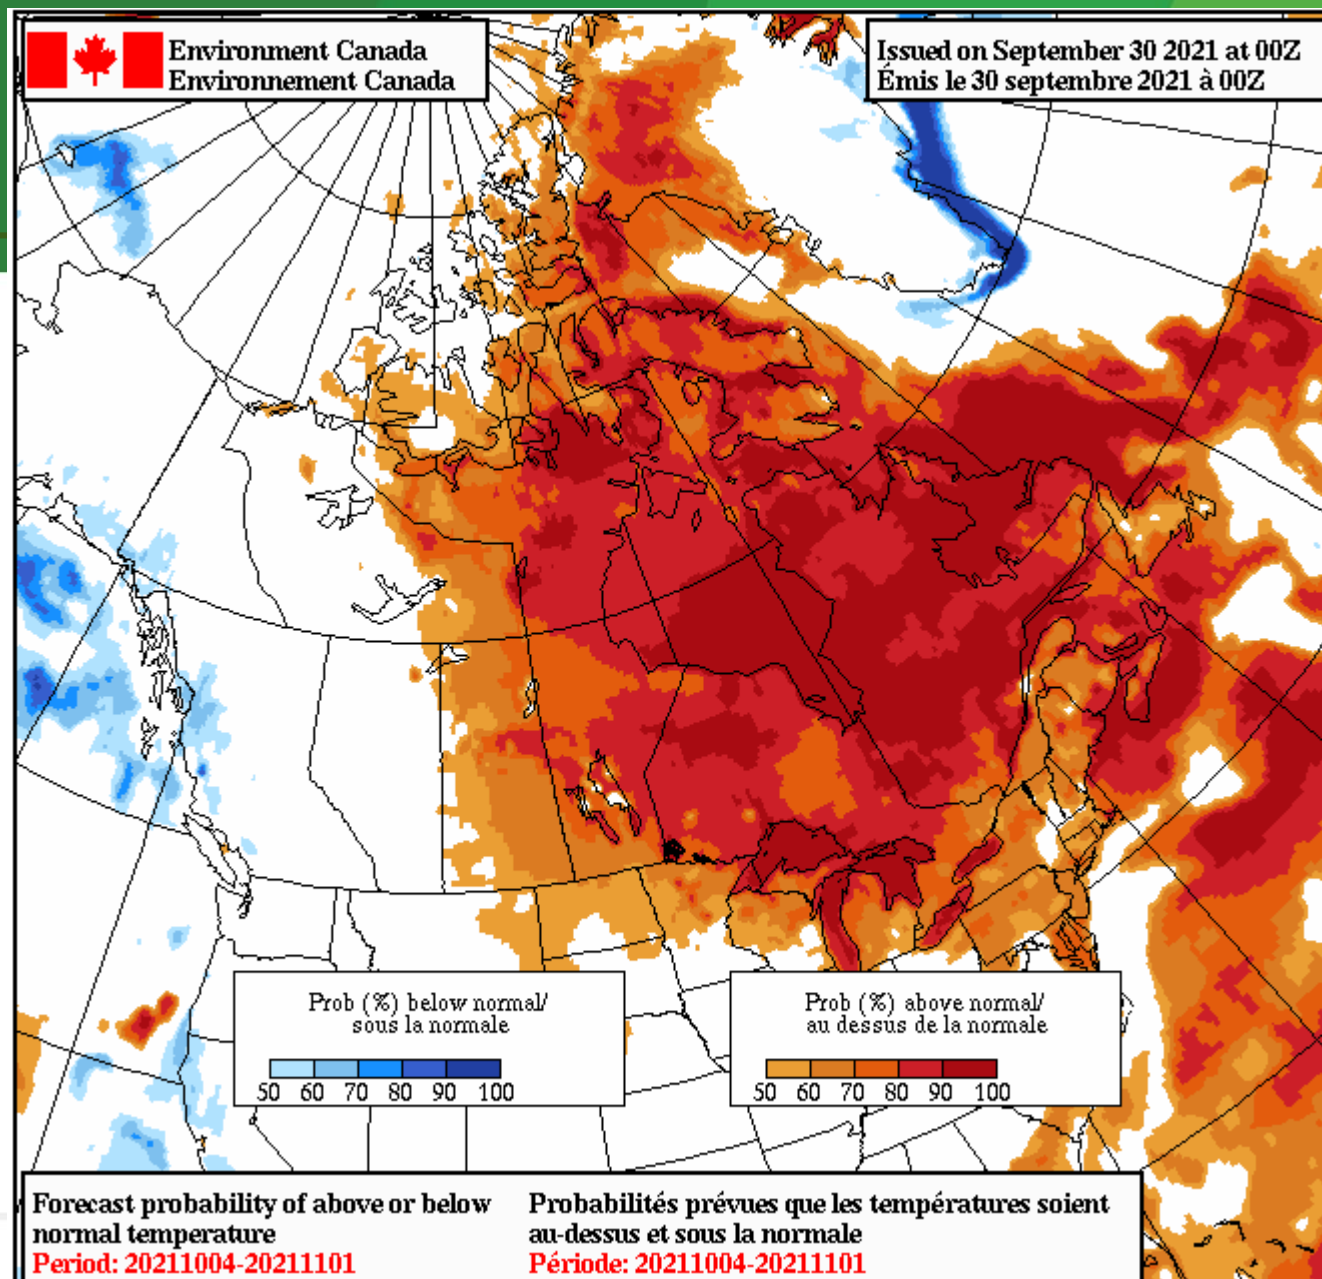 Environment Canada
Environnement Canada
Issued on September 30 2021 at 00Z
Émis le 30 septembre 2021 à 00Z
Prob (%) below normal/
sous la normale
50 60 70 80 90 100
Prob (%) above normal/
au dessus de la normale
50 60 70 80 90 100
Forecast probability of above or below
normal temperature
Period: 20211004-20211101
Probabilités prévues que les températures soient
au-dessus et sous la normale
Période: 20211004-20211101